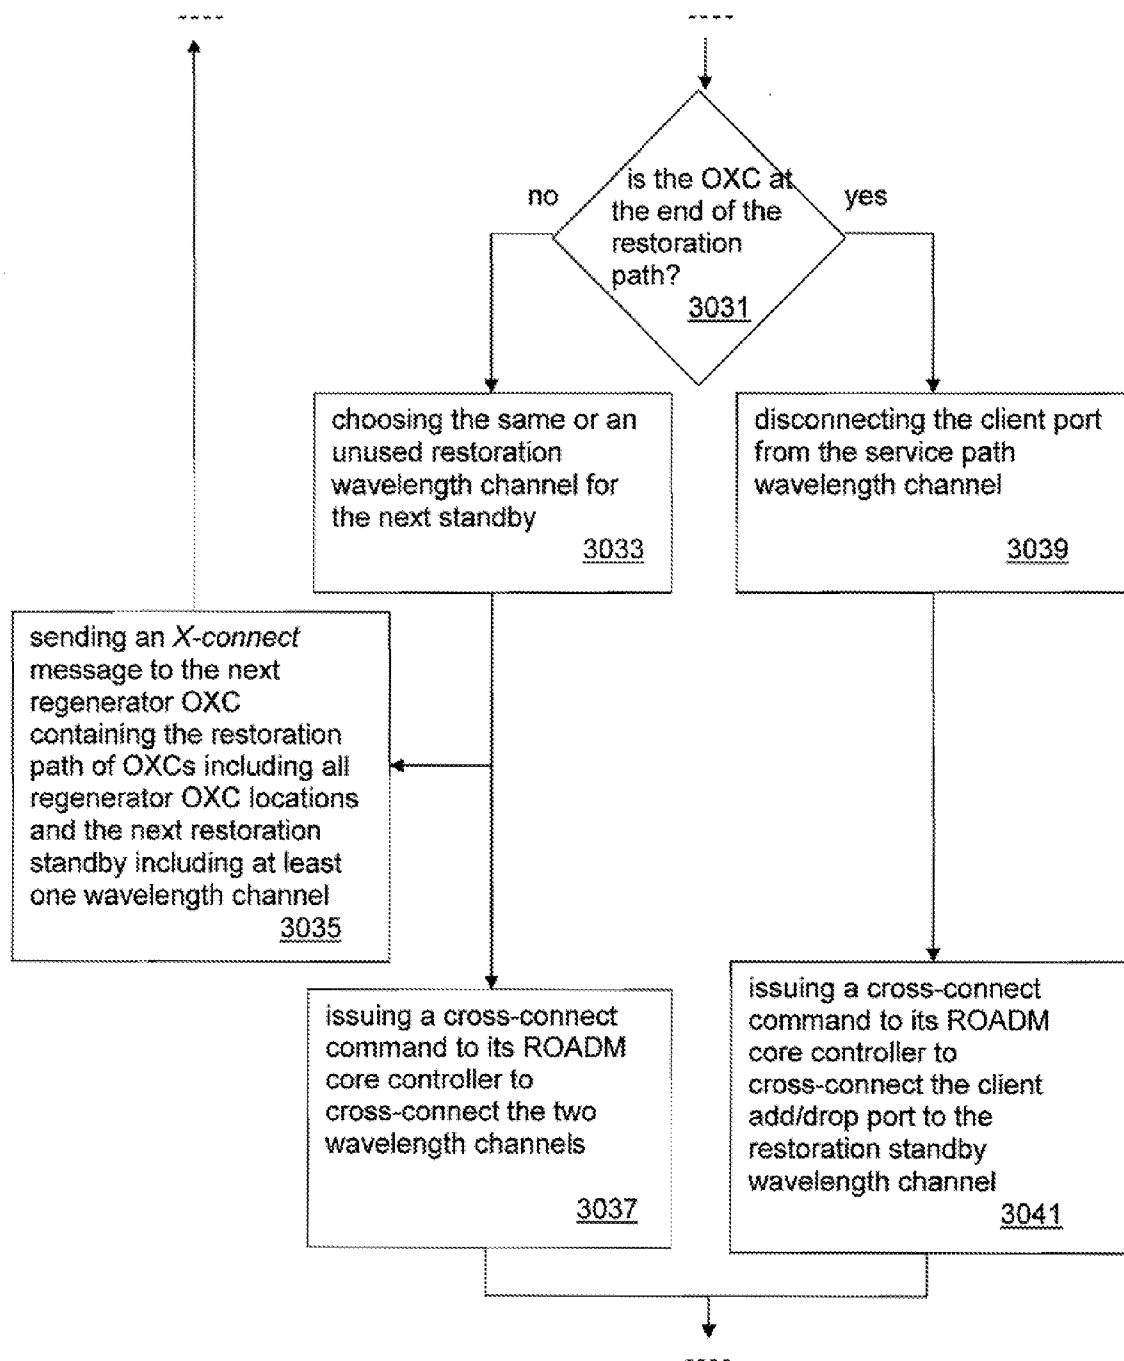 is the OXC at
the end of the
restoration
path?
3031
no
yes
choosing the same or an
unused restoration
wavelength channel for
the next standby
3033
disconnecting the client port
from the service path
wavelength channel
3039
sending an X-connect
message to the next
regenerator OXC
containing the restoration
path of OXCs including all
regenerator OXC locations
and the next restoration
standby including at least
one wavelength channel
3035
issuing a cross-connect
command to its ROADM
core controller to
cross-connect the two
wavelength channels
3037
issuing a cross-connect
command to its ROADM
core controller to
cross-connect the client
add/drop port to the
restoration standby
wavelength channel
3041